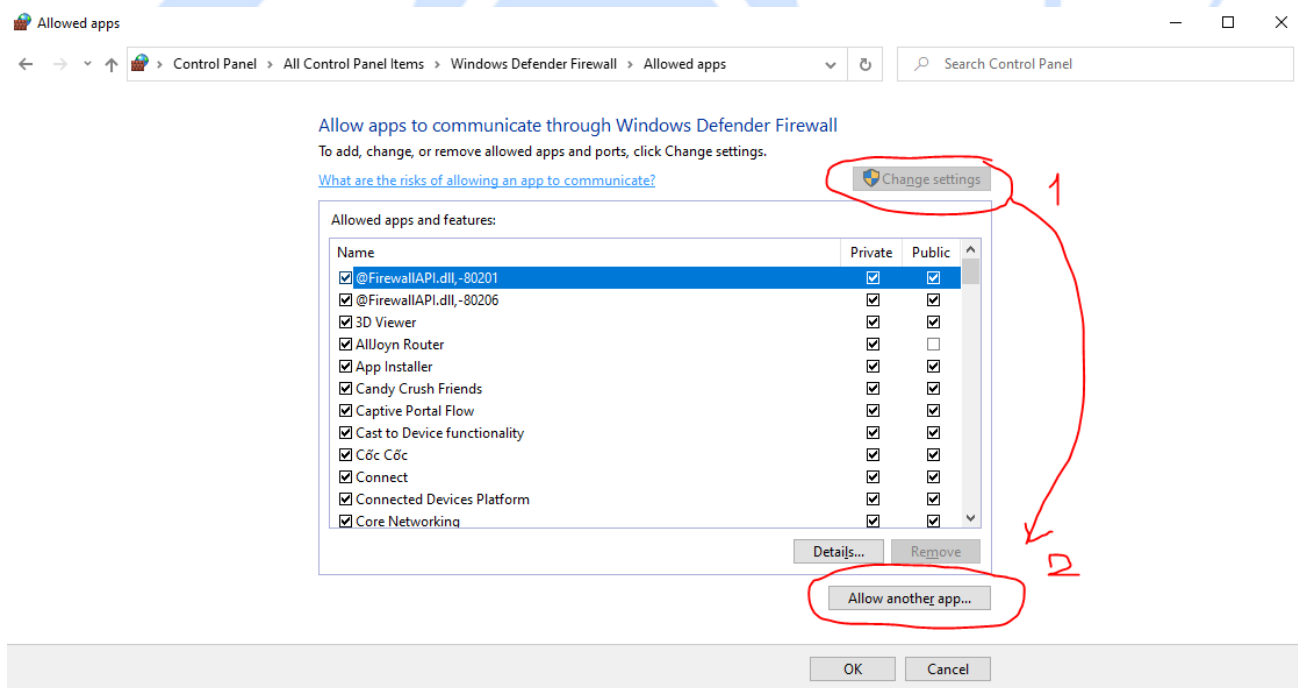 Allowed apps
Control Panel > All Control Panel Items > Windows Defender Firewall > Allowed apps
Search Control Panel
Allow apps to communicate through Windows Defender Firewall
To add, change, or remove allowed apps and ports, click Change settings.
What are the risks of allowing an app to communicate?
Change settings
1
Allowed apps and features:
Name Private Public
@FirewallAPI.dll,-80201
@FirewallAPI.dll,-80206
3D Viewer
AllJoyn Router
App Installer
Candy Crush Friends
Captive Portal Flow
Cast to Device functionality
Cốc Cốc
Connect
Connected Devices Platform
Core Networking
Details... Remove
2
Allow another app...
OK Cancel